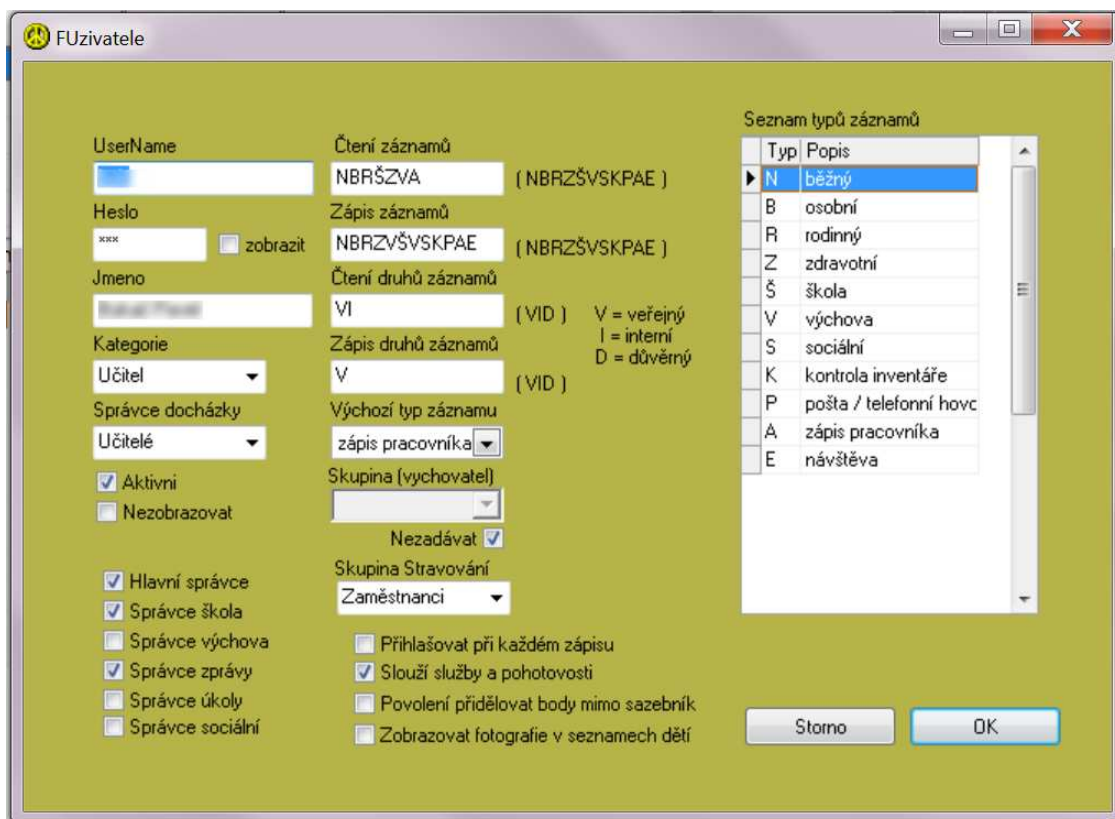 FUzivatele
UserName
Čtení záznamů
NBRŠZVA
( NBRZŠVSKPAE )
Heslo
Zápis záznamů
xxx
zobrazit
NBRZVŠVSKPAE
( NBRZŠVSKPAE )
Jmeno
Čtení druhů záznamů
VI
( VID )
V = veřejný
I = interní
D = důvěrný
Kategorie
Zápis druhů záznamů
Učitel
V
( VID )
Správce docházky
Výchozí typ záznamu
Učitelé
zápis pracovníka
Aktivni
Skupina (vychovatel)
Nezobrazovat
Nezadávat
Skupina Stravování
Zaměstnanci
Hlavní správce
Správce škola
Správce výchova
Správce zprávy
Správce úkoly
Správce sociální
Přihlašovat při každém zápisu
Slouží služby a pohotovosti
Povolení přidělovat body mimo sazebník
Zobrazovat fotografie v seznamech dětí
Seznam typů záznamů
Typ Popis
N běžný
B osobní
R rodinný
Z zdravotní
Š škola
V výchova
S sociální
K kontrola inventáře
P pošta / telefonní hovc
A zápis pracovníka
E návštěva
Storno
OK